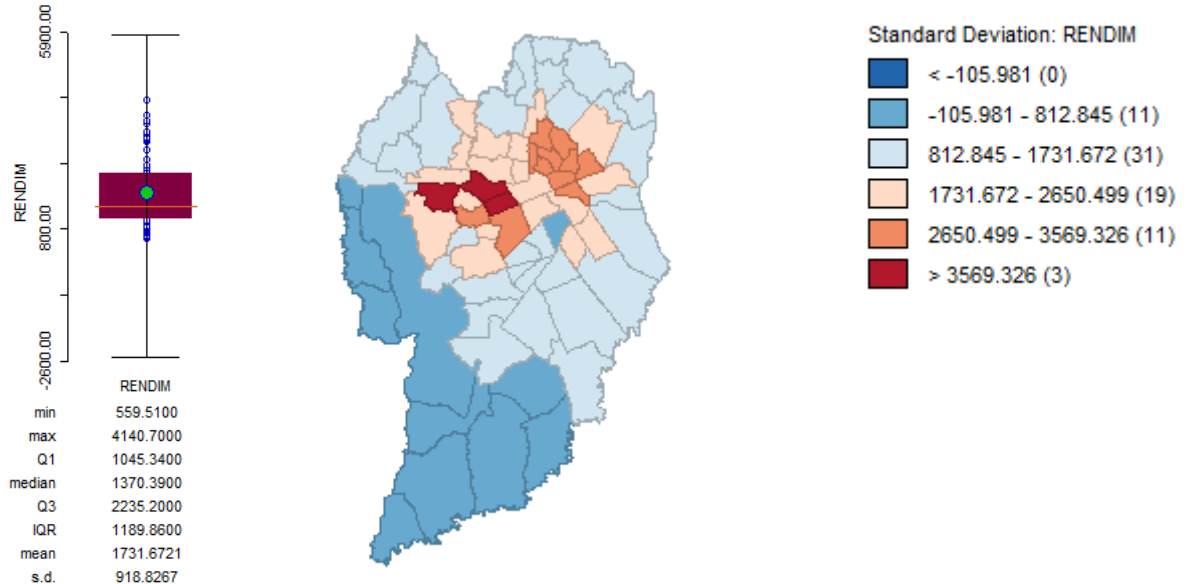 5900.00
800.00
-2600.00
RENDIM
RENDIM
min 559.5100
max 4140.7000
Q1 1045.3400
median 1370.3900
Q3 2235.2000
IQR 1189.8600
mean 1731.6721
s.d. 918.8267
Standard Deviation: RENDIM
< -105.981 (0)
-105.981 - 812.845 (11)
812.845 - 1731.672 (31)
1731.672 - 2650.499 (19)
2650.499 - 3569.326 (11)
> 3569.326 (3)